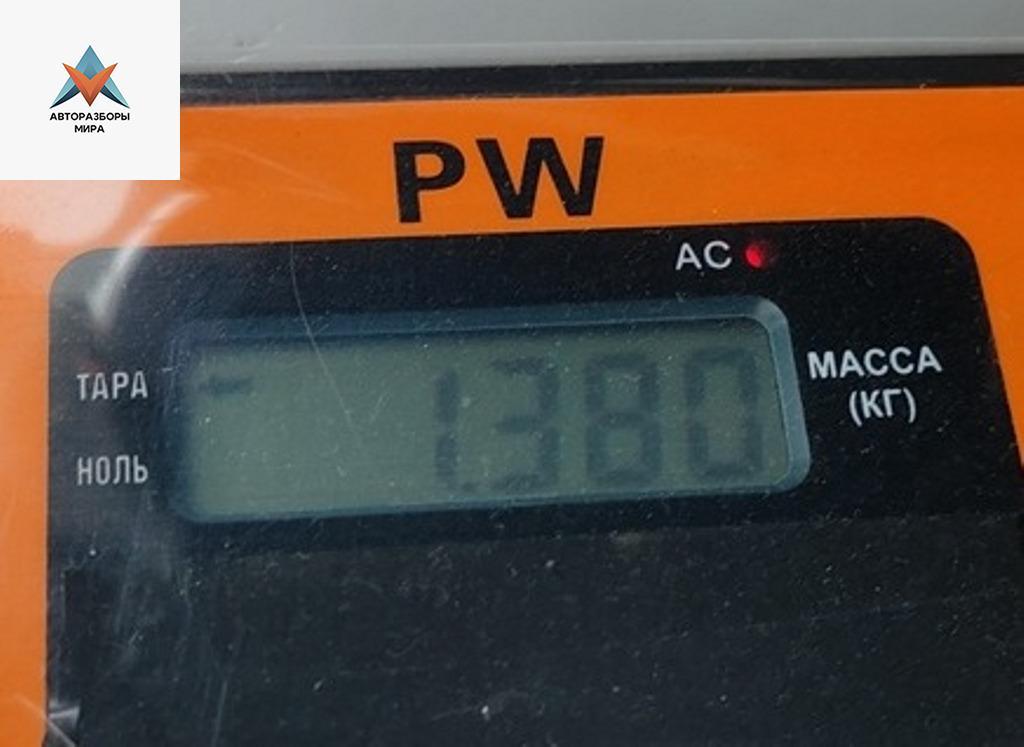 АВТОРАЗБОРЫ
МИРА
PW
AC
ТАРА
1.380
МАССА
(КГ)
НОЛЬ